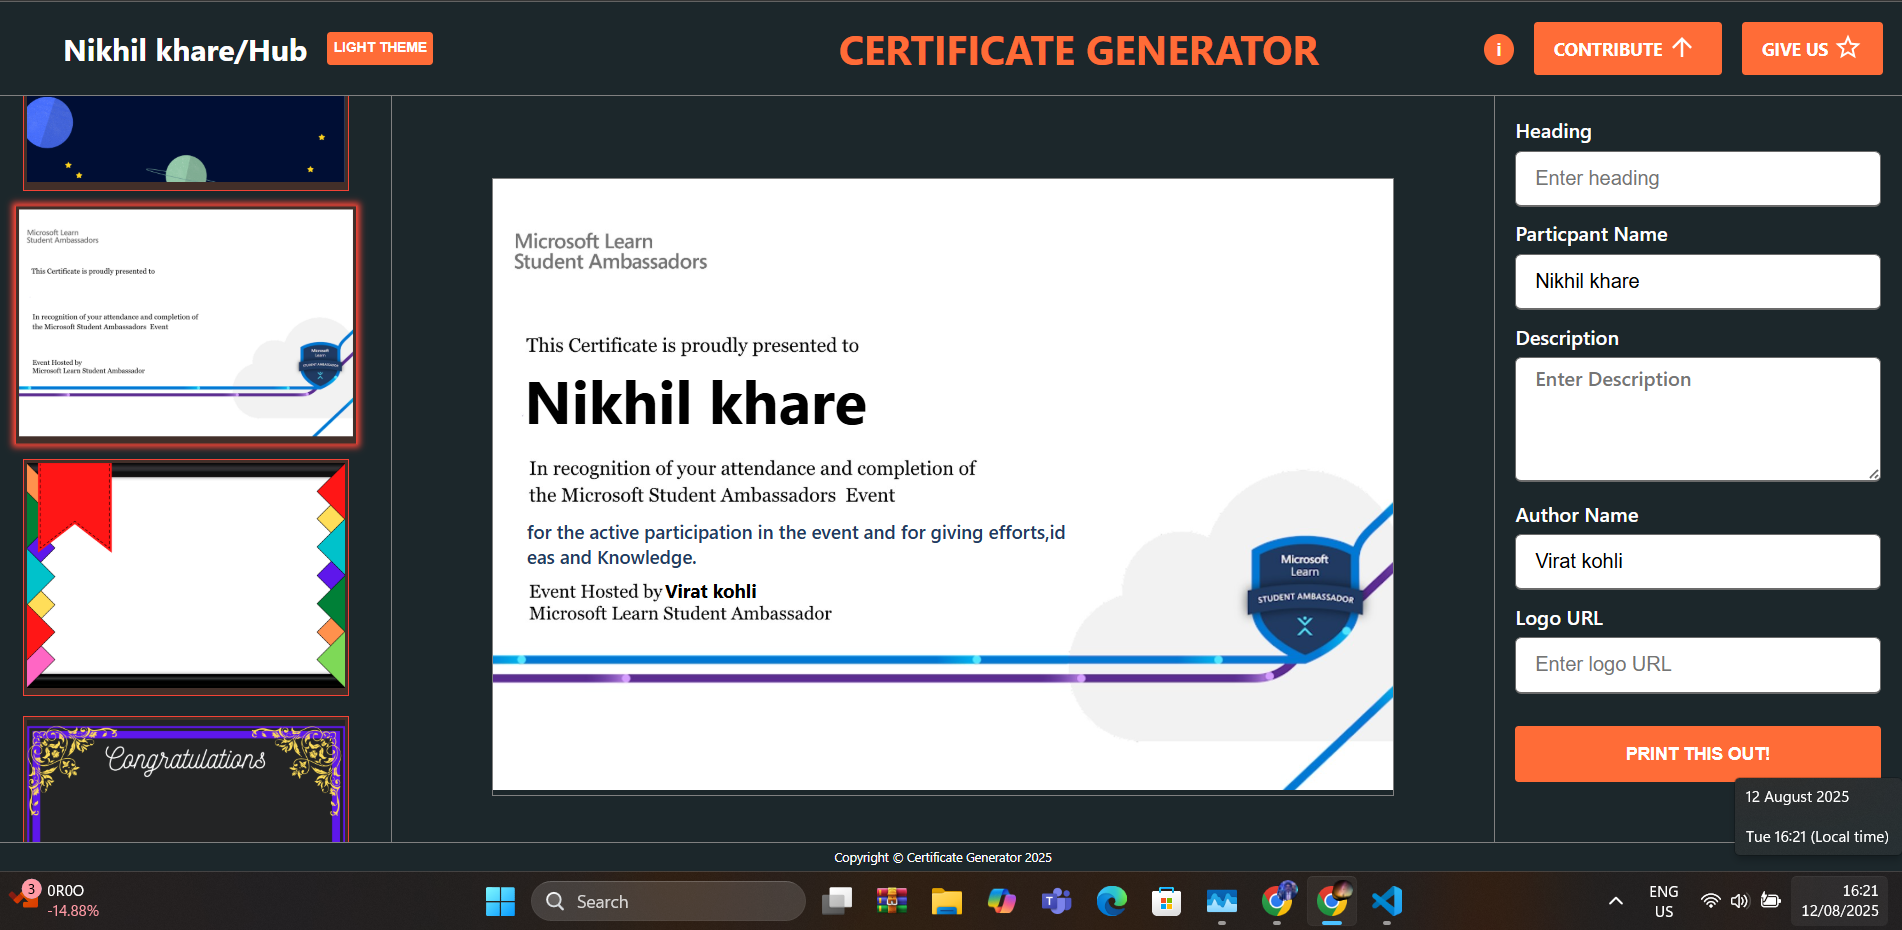 Nikhil khare/Hub
LIGHT THEME
CERTIFICATE GENERATOR
i
CONTRIBUTE
GIVE US
Microsoft Learn
Student Ambassadors
This Certificate is proudly presented to
In recognition of your attendance and completion of
the Microsoft Student Ambassadors Event
Event Hosted by
Microsoft Learn Student Ambassador
Microsoft
Learn
STUDENT AMBASSADOR
Congratulations
Microsoft Learn
Student Ambassadors
This Certificate is proudly presented to
Nikhil khare
In recognition of your attendance and completion of
the Microsoft Student Ambassadors Event
for the active participation in the event and for giving efforts,id
eas and Knowledge.
Event Hosted by Virat kohli
Microsoft Learn Student Ambassador
Microsoft
Learn
STUDENT AMBASSADOR
Heading
Enter heading
Particpant Name
Nikhil khare
Description
Enter Description
Author Name
Virat kohli
Logo URL
Enter logo URL
PRINT THIS OUT!
12 August 2025
Tue 16:21 (Local time)
Copyright © Certificate Generator 2025
3
0R0O
-14.88%
Search
ENG
US
16:21
12/08/2025